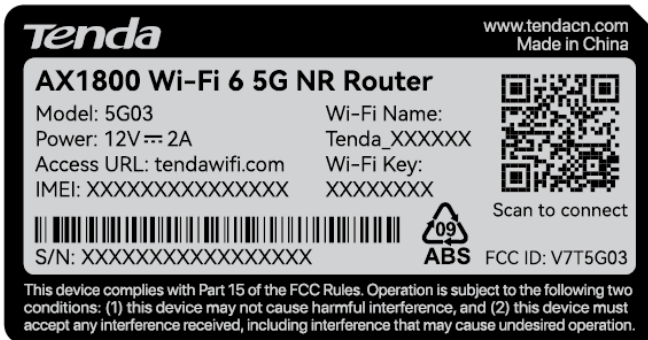 Tenda
www.tendacn.com
Made in China
AX1800 Wi-Fi 6 5G NR Router
Model: 5G03
Power: 12V⎓2A
Access URL: tendawifi.com
IMEI: XXXXXXXXXXXXXXX
Wi-Fi Name:
Tenda_XXXXXX
Wi-Fi Key:
XXXXXXXX
Scan to connect
S/N: XXXXXXXXXXXXXXXXX
09
ABS
FCC ID: V7T5G03
This device complies with Part 15 of the FCC Rules. Operation is subject to the following two
conditions: (1) this device may not cause harmful interference, and (2) this device must
accept any interference received, including interference that may cause undesired operation.